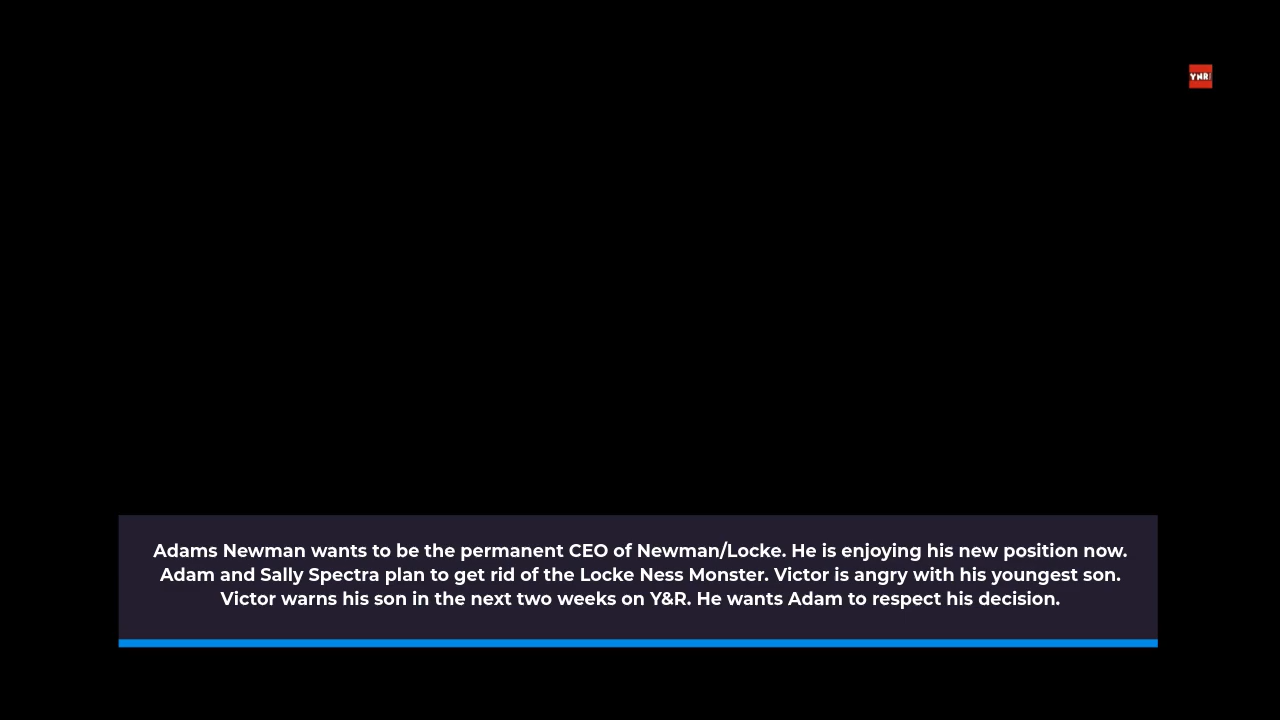 YNR
Adams Newman wants to be the permanent CEO of Newman/Locke. He is enjoying his new position now.
Adam and Sally Spectra plan to get rid of the Locke Ness Monster. Victor is angry with his youngest son.
Victor warns his son in the next two weeks on Y&R. He wants Adam to respect his decision.